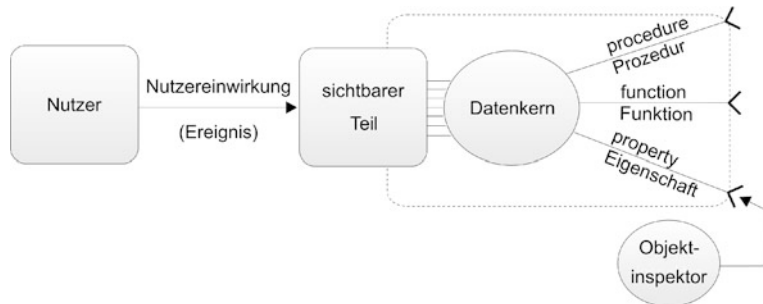 Nutzer
Nutzereinwirkung
(Ereignis)
sichtbarer
Teil
Datenkern
procedure
Prozedur
function
Funktion
property
Eigenschaft
Objekt-
inspektor